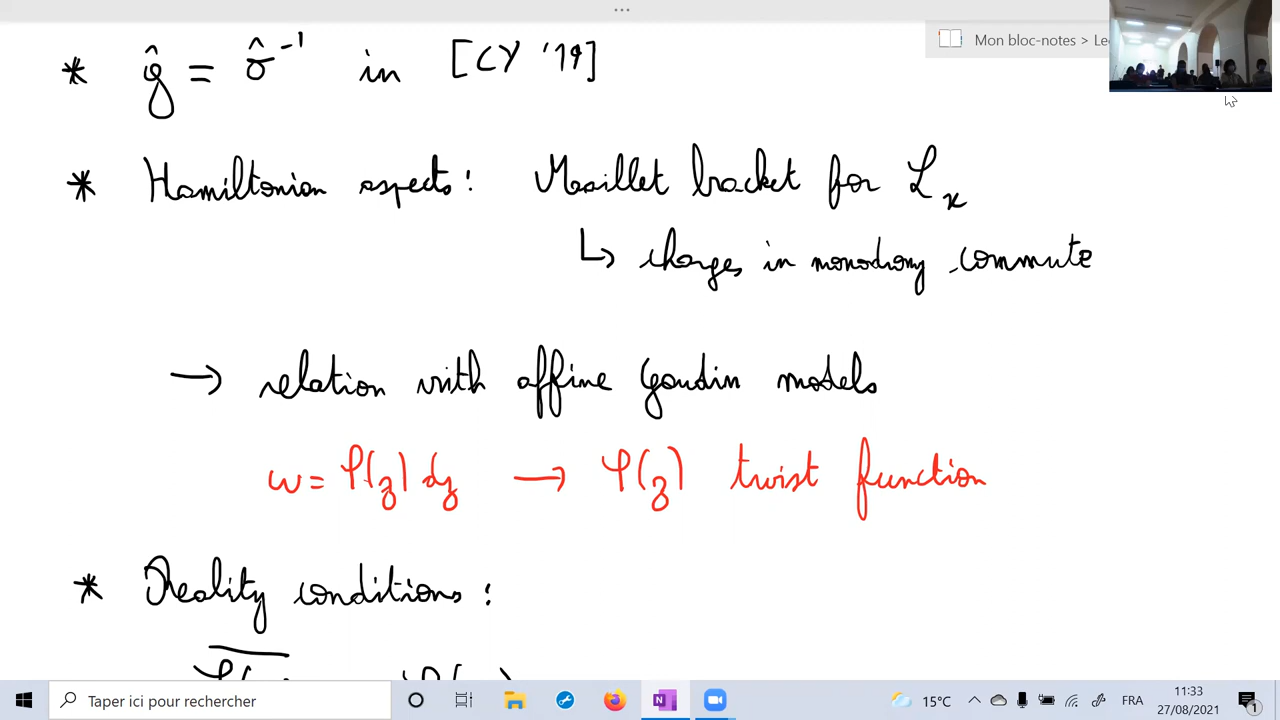 Mon bloc-notes > Le
* ĝ = σ̂⁻¹ in [CY '19]
* Hamiltonian aspects: Maillet bracket for ℒₓ
↳ charges in monodromy commute
→ relation with affine Gaudin models
ω = φ(z) dz → φ(z) twist function
* Reality conditions:
Taper ici pour rechercher
15°C
FRA
11:33
27/08/2021
1